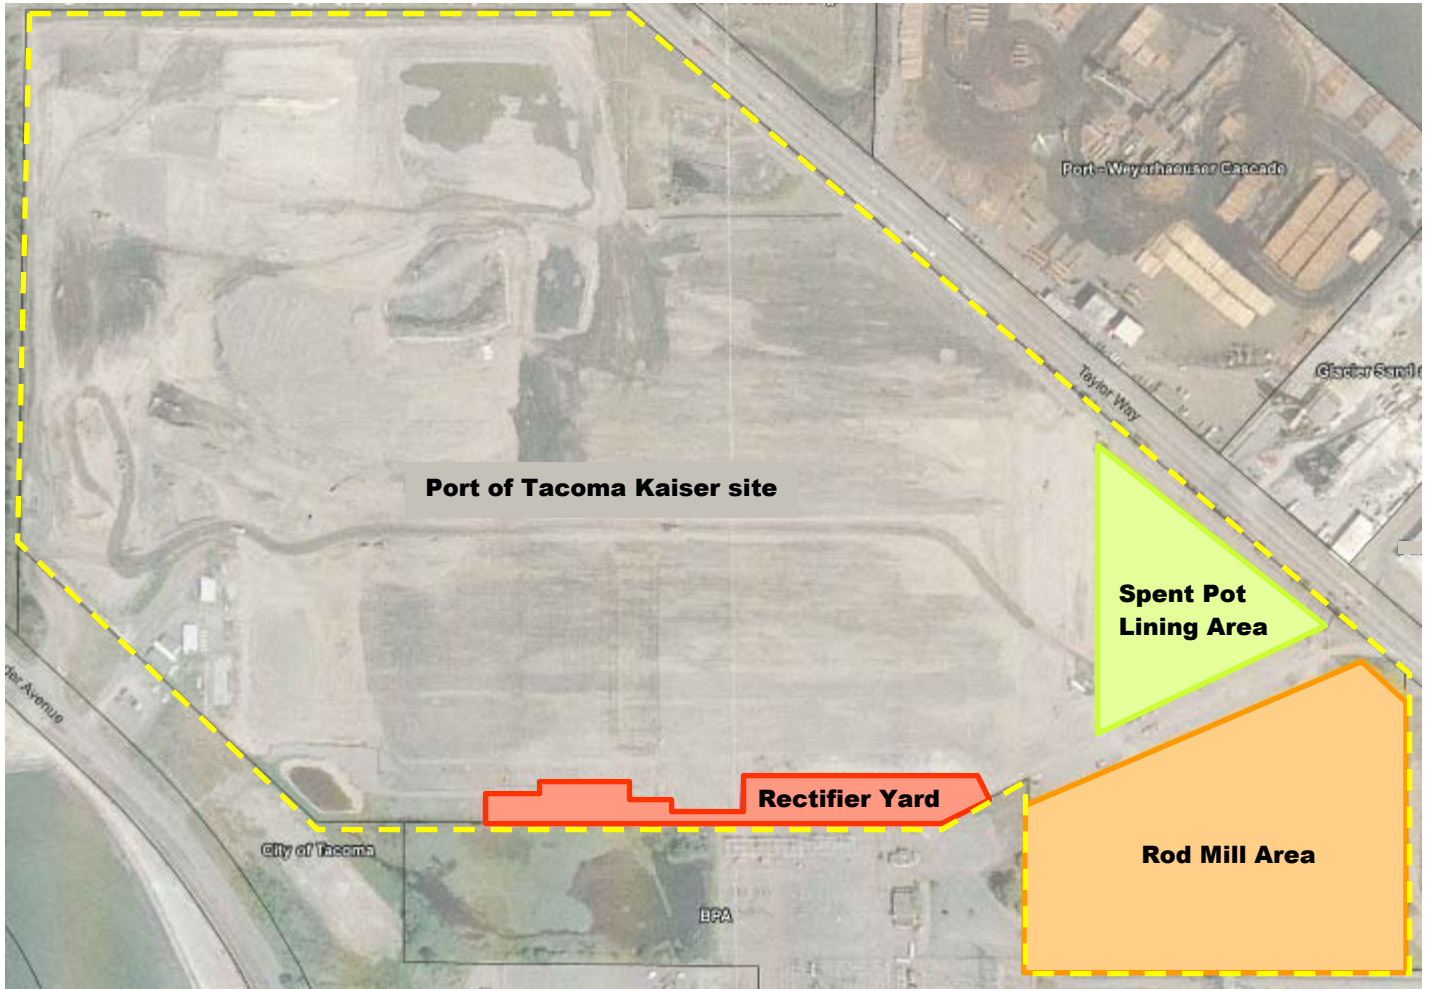 Port - Weyerhaeuser Cascade
Glacier Sand
Taylor Way
Port of Tacoma Kaiser site
Spent Pot
Lining Area
Avenue
Rectifier Yard
City of Tacoma
Rod Mill Area
BPA